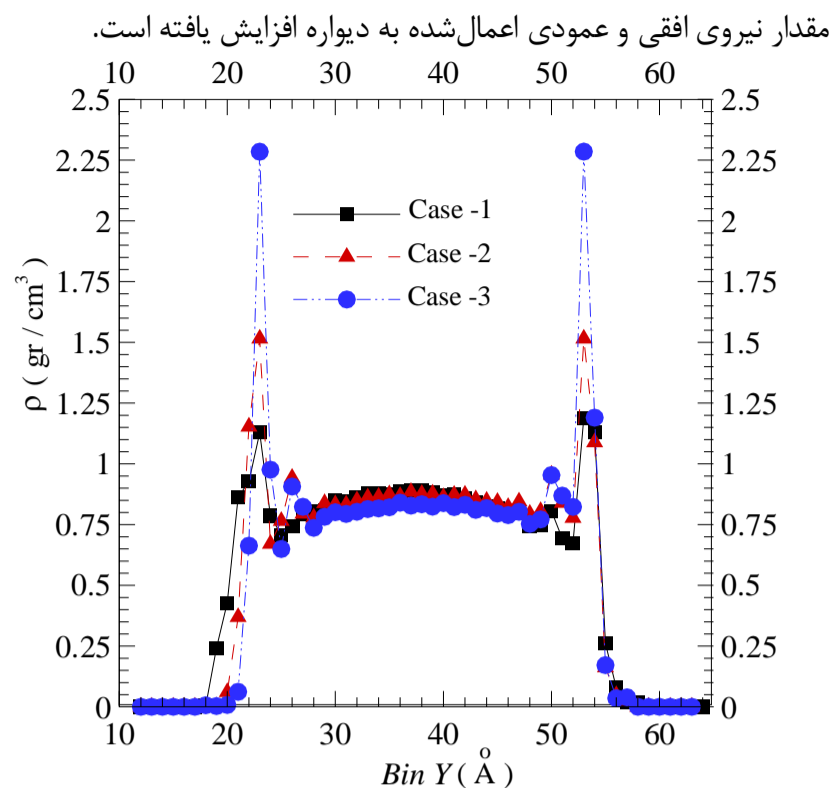 مقدار نیروی افقی و عمودی اعمال‌شده به دیواره افزایش یافته است.
10 20 30 40 50 60
2.5 2.5
2.25 2.25
2 2
1.75 1.75
1.5 1.5
1.25 1.25
1 1
0.75 0.75
0.5 0.5
0.25 0.25
0 0
Case -1
Case -2
Case -3
ρ ( gr / cm³ )
10 20 30 40 50 60
Bin Y ( Å )